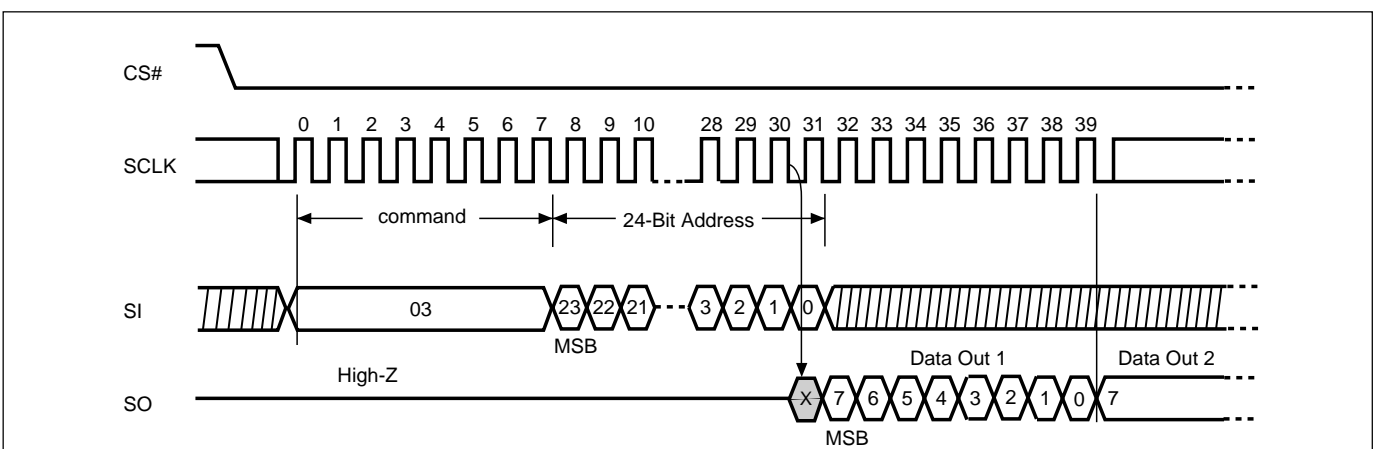 CS#
0 1 2 3 4 5 6 7 8 9 10 28 29 30 31 32 33 34 35 36 37 38 39
SCLK
command 24-Bit Address
SI 03 23 22 21 3 2 1 0
MSB
Data Out 1 Data Out 2
High-Z
SO X 7 6 5 4 3 2 1 0 7
MSB